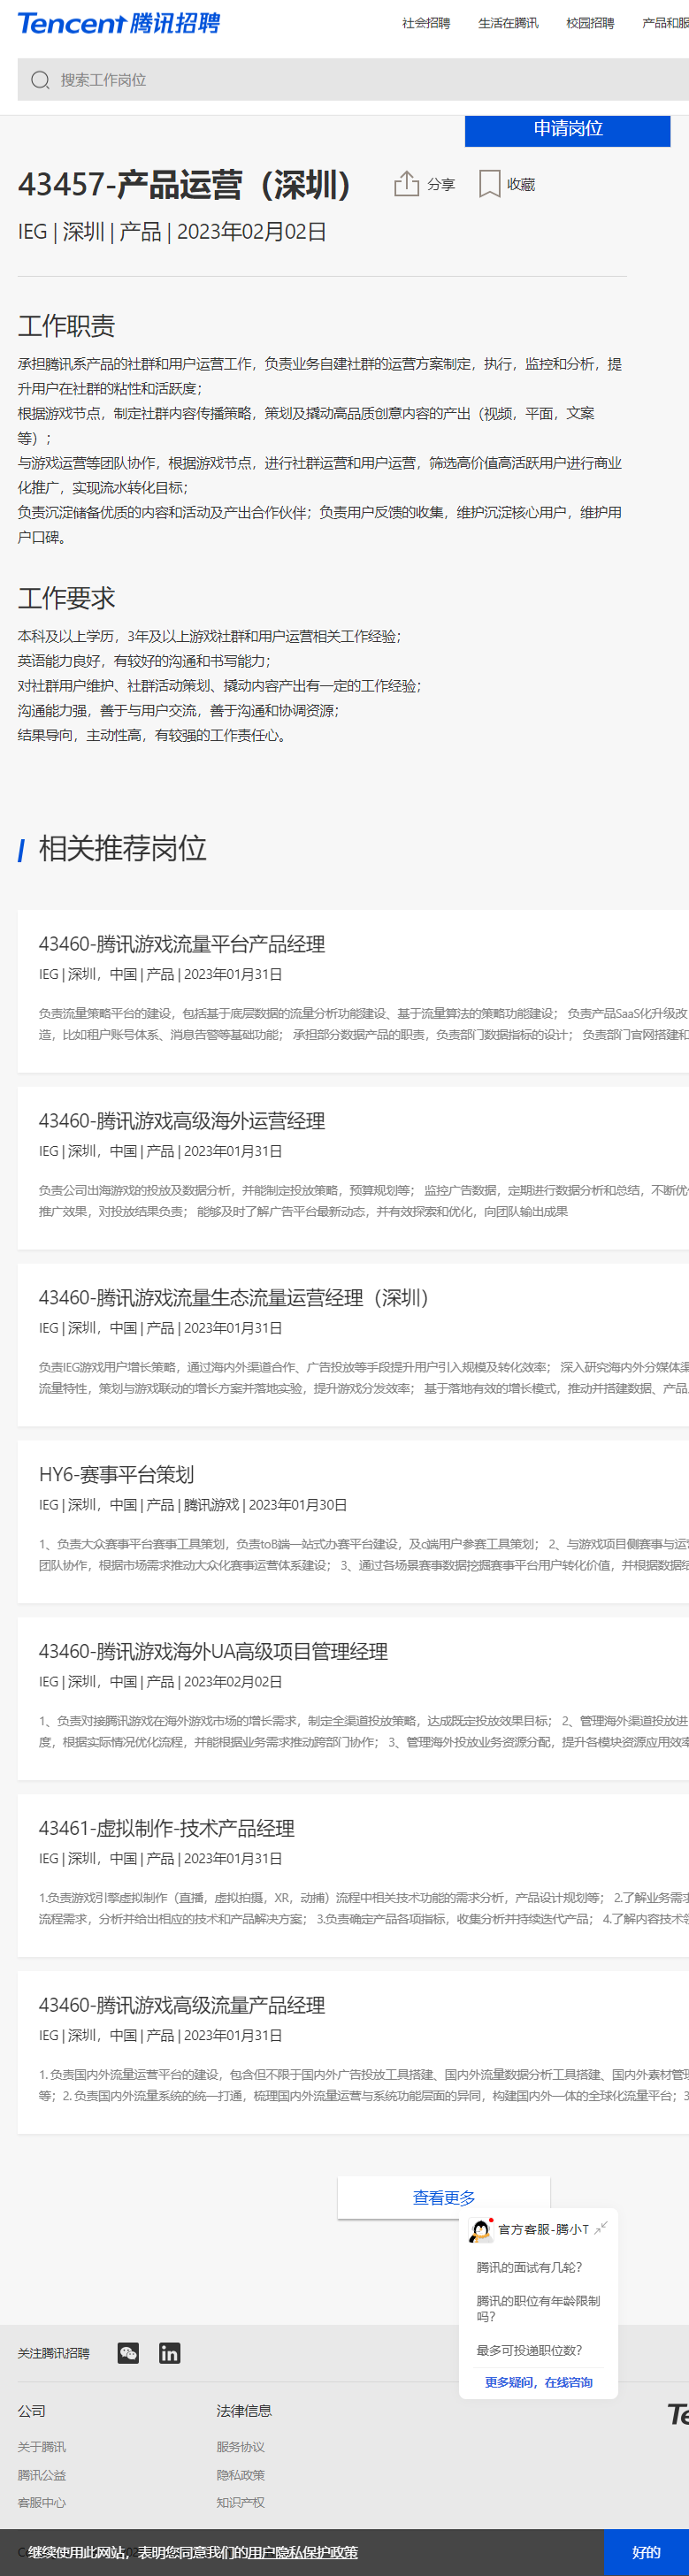 Tencent 腾讯招聘
社会招聘 生活在腾讯 校园招聘 产品和服
搜索工作岗位
申请岗位
43457-产品运营（深圳） 分享 收藏
IEG | 深圳 | 产品 | 2023年02月02日
工作职责
承担腾讯系产品的社群和用户运营工作，负责业务自建社群的运营方案制定，执行，监控和分析，提
升用户在社群的粘性和活跃度；
根据游戏节点，制定社群内容传播策略，策划及撬动高品质创意内容的产出（视频，平面，文案
等）；
与游戏运营等团队协作，根据游戏节点，进行社群运营和用户运营，筛选高价值高活跃用户进行商业
化推广，实现流水转化目标；
负责沉淀储备优质的内容和活动及产出合作伙伴；负责用户反馈的收集，维护沉淀核心用户，维护用
户口碑。
工作要求
本科及以上学历，3年及以上游戏社群和用户运营相关工作经验；
英语能力良好，有较好的沟通和书写能力；
对社群用户维护、社群活动策划、撬动内容产出有一定的工作经验；
沟通能力强，善于与用户交流，善于沟通和协调资源；
结果导向，主动性高，有较强的工作责任心。
相关推荐岗位
43460-腾讯游戏流量平台产品经理
IEG | 深圳，中国 | 产品 | 2023年01月31日
负责流量策略平台的建设，包括基于底层数据的流量分析功能建设、基于流量算法的策略功能建设； 负责产品SaaS化升级改
造，比如租户账号体系、消息告警等基础功能； 承担部分数据产品的职责，负责部门数据指标的设计； 负责部门官网搭建和
43460-腾讯游戏高级海外运营经理
IEG | 深圳，中国 | 产品 | 2023年01月31日
负责公司出海游戏的投放及数据分析，并能制定投放策略，预算规划等； 监控广告数据，定期进行数据分析和总结，不断优
推广效果，对投放结果负责； 能够及时了解广告平台最新动态，并有效探索和优化，向团队输出成果
43460-腾讯游戏流量生态流量运营经理（深圳）
IEG | 深圳，中国 | 产品 | 2023年01月31日
负责IEG游戏用户增长策略，通过海内外渠道合作、广告投放等手段提升用户引入规模及转化效率； 深入研究海内外分媒体渠
流量特性，策划与游戏联动的增长方案并落地实验，提升游戏分发效率； 基于落地有效的增长模式，推动并搭建数据、产品、
HY6-赛事平台策划
IEG | 深圳，中国 | 产品 | 腾讯游戏 | 2023年01月30日
1、负责大众赛事平台赛事工具策划，负责toB端一站式办赛平台建设，及c端用户参赛工具策划； 2、与游戏项目侧赛事与运营
团队协作，根据市场需求推动大众化赛事运营体系建设； 3、通过各场景赛事数据挖掘赛事平台用户转化价值，并根据数据结
43460-腾讯游戏海外UA高级项目管理经理
IEG | 深圳，中国 | 产品 | 2023年02月02日
1、负责对接腾讯游戏在海外游戏市场的增长需求，制定全渠道投放策略，达成既定投放效果目标； 2、管理海外渠道投放进
度，根据实际情况优化流程，并能根据业务需求推动跨部门协作； 3、管理海外投放业务资源分配，提升各模块资源应用效率
43461-虚拟制作-技术产品经理
IEG | 深圳，中国 | 产品 | 2023年01月31日
1.负责游戏引擎虚拟制作（直播，虚拟拍摄，XR，动捕）流程中相关技术功能的需求分析，产品设计规划等； 2.了解业务需求
流程需求，分析并给出相应的技术和产品解决方案； 3.负责确定产品各项指标，收集分析并持续迭代产品； 4.了解内容技术领
43460-腾讯游戏高级流量产品经理
IEG | 深圳，中国 | 产品 | 2023年01月31日
1. 负责国内外流量运营平台的建设，包含但不限于国内外广告投放工具搭建、国内外流量数据分析工具搭建、国内外素材管理
等；2. 负责国内外流量系统的统一打通，梳理国内外流量运营与系统功能层面的异同，构建国内外一体的全球化流量平台；3
查看更多
官方客服-腾小T
腾讯的面试有几轮？
腾讯的职位有年龄限制
吗？
最多可投递职位数？
更多疑问，在线咨询
关注腾讯招聘
公司 法律信息
Te
关于腾讯 服务协议
腾讯公益 隐私政策
客服中心 知识产权
继续使用此网站，表明您同意我们的用户隐私保护政策 好的